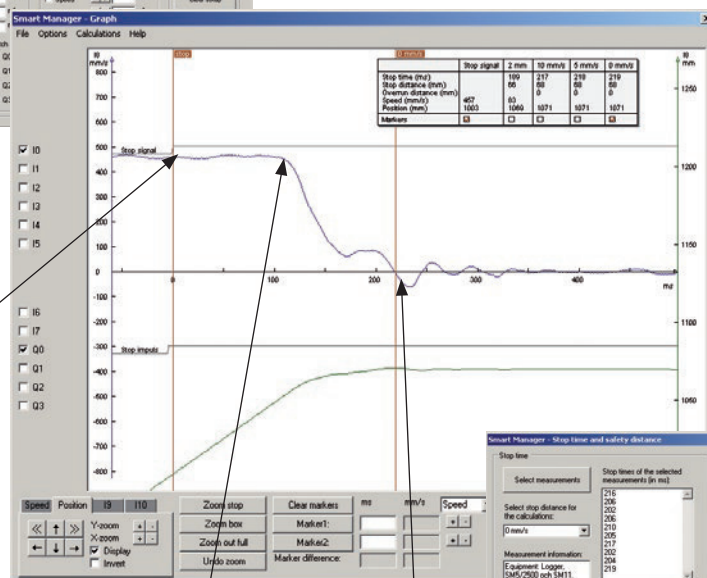 Smart Manager - Graph
File Options Calculations Help
stop
0 mm/s
I0
mm/s
800
700
600
500
400
300
200
100
0
-100
-200
-300
-400
-500
-600
-700
-800
I0
mm
1250
1200
1150
1100
1050
Stop signal 2 mm 10 mm/s 5 mm/s 0 mm/s
Stop time (ms) 189 217 218 219
Stop distance (mm) 66 68 68 68
Overrun distance (mm) 0 0 0
Speed (mm/s) 457 83
Position (mm) 1003 1069 1071 1071 1071
Markers
Stop signal
Stop impuls
0 100 200 300 400
ms
I0
I1
I2
I3
I4
I5
I6
I7
Q0
Q1
Q2
Q3
Speed Position I9 I10
Y-zoom + -
X-zoom + -
Display
Invert
Zoom stop
Zoom box
Zoom out full
Undo zoom
Clear markers ms mm/s Speed
Marker1: + -
Marker2: + -
Marker difference:
Smart Manager - Stop time and safety distance
Stop time
Select measurements
Select stop distance for
the calculations:
0mm/s
Measurement information:
Equipment: Logger,
SM5/2500 och SM11.
Stop times of the selected
measurements (in ms):
216
206
202
206
210
205
217
202
204
219